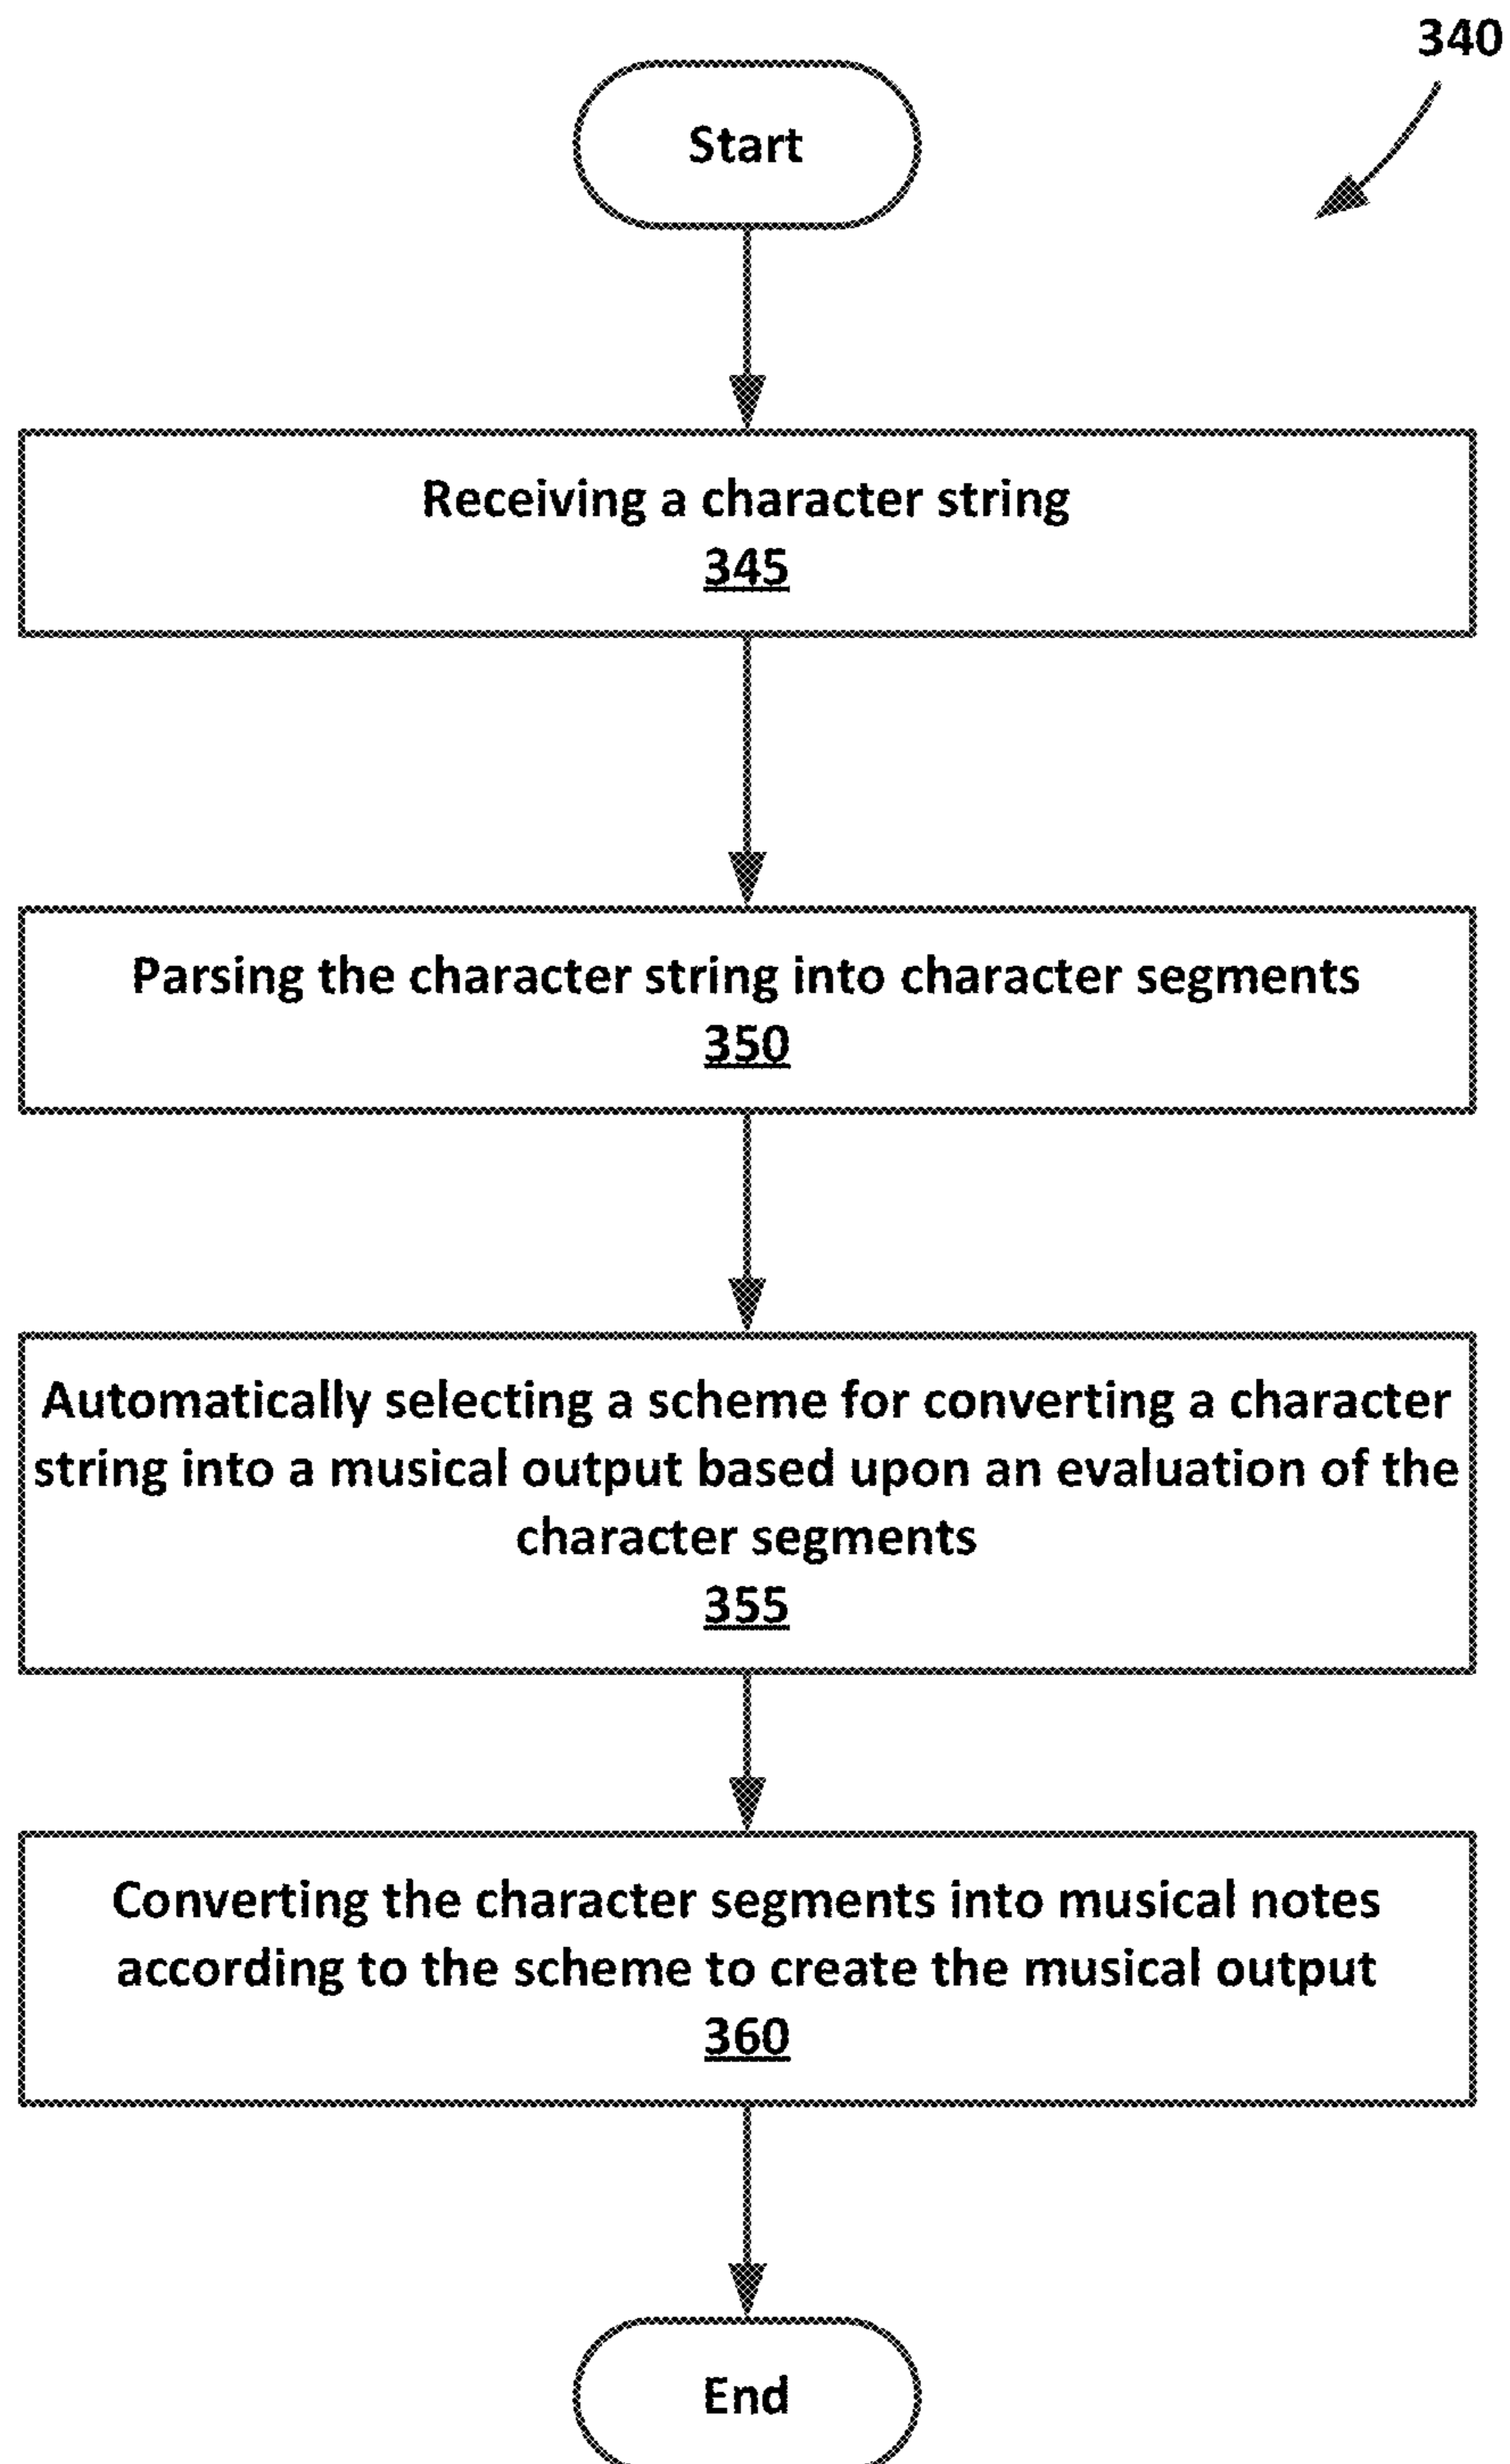 340
Start
Receiving a character string
345
Parsing the character string into character segments
350
Automatically selecting a scheme for converting a character
string into a musical output based upon an evaluation of the
character segments
355
Converting the character segments into musical notes
according to the scheme to create the musical output
360
End